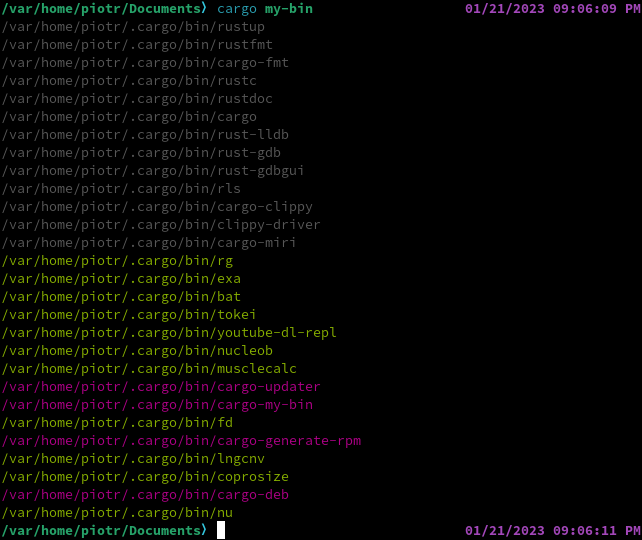 /var/home/piotr/Documents⟩ cargo my-bin 01/21/2023 09:06:09 PM
/var/home/piotr/.cargo/bin/rustup
/var/home/piotr/.cargo/bin/rustfmt
/var/home/piotr/.cargo/bin/cargo-fmt
/var/home/piotr/.cargo/bin/rustc
/var/home/piotr/.cargo/bin/rustdoc
/var/home/piotr/.cargo/bin/cargo
/var/home/piotr/.cargo/bin/rust-lldb
/var/home/piotr/.cargo/bin/rust-gdb
/var/home/piotr/.cargo/bin/rust-gdbgui
/var/home/piotr/.cargo/bin/rls
/var/home/piotr/.cargo/bin/cargo-clippy
/var/home/piotr/.cargo/bin/clippy-driver
/var/home/piotr/.cargo/bin/cargo-miri
/var/home/piotr/.cargo/bin/rg
/var/home/piotr/.cargo/bin/exa
/var/home/piotr/.cargo/bin/bat
/var/home/piotr/.cargo/bin/tokei
/var/home/piotr/.cargo/bin/youtube-dl-repl
/var/home/piotr/.cargo/bin/nucleob
/var/home/piotr/.cargo/bin/musclecalc
/var/home/piotr/.cargo/bin/cargo-updater
/var/home/piotr/.cargo/bin/cargo-my-bin
/var/home/piotr/.cargo/bin/fd
/var/home/piotr/.cargo/bin/cargo-generate-rpm
/var/home/piotr/.cargo/bin/lngcnv
/var/home/piotr/.cargo/bin/coprosize
/var/home/piotr/.cargo/bin/cargo-deb
/var/home/piotr/.cargo/bin/nu
/var/home/piotr/Documents⟩ 01/21/2023 09:06:11 PM